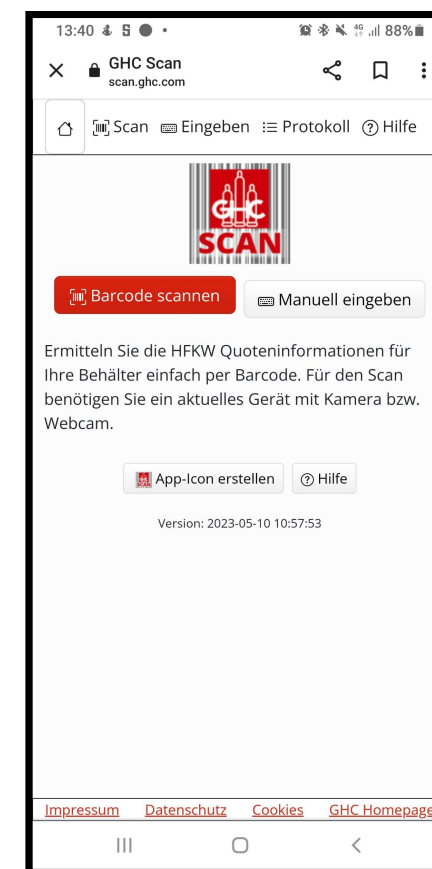 13:40
4G 88%
GHC Scan
scan.ghc.com
Scan Eingeben Protokoll Hilfe
GHC
SCAN
Barcode scannen
Manuell eingeben
Ermitteln Sie die HFKW Quoteninformationen für
Ihre Behälter einfach per Barcode. Für den Scan
benötigen Sie ein aktuelles Gerät mit Kamera bzw.
Webcam.
App-Icon erstellen Hilfe
Version: 2023-05-10 10:57:53
Impressum Datenschutz Cookies GHC Homepage